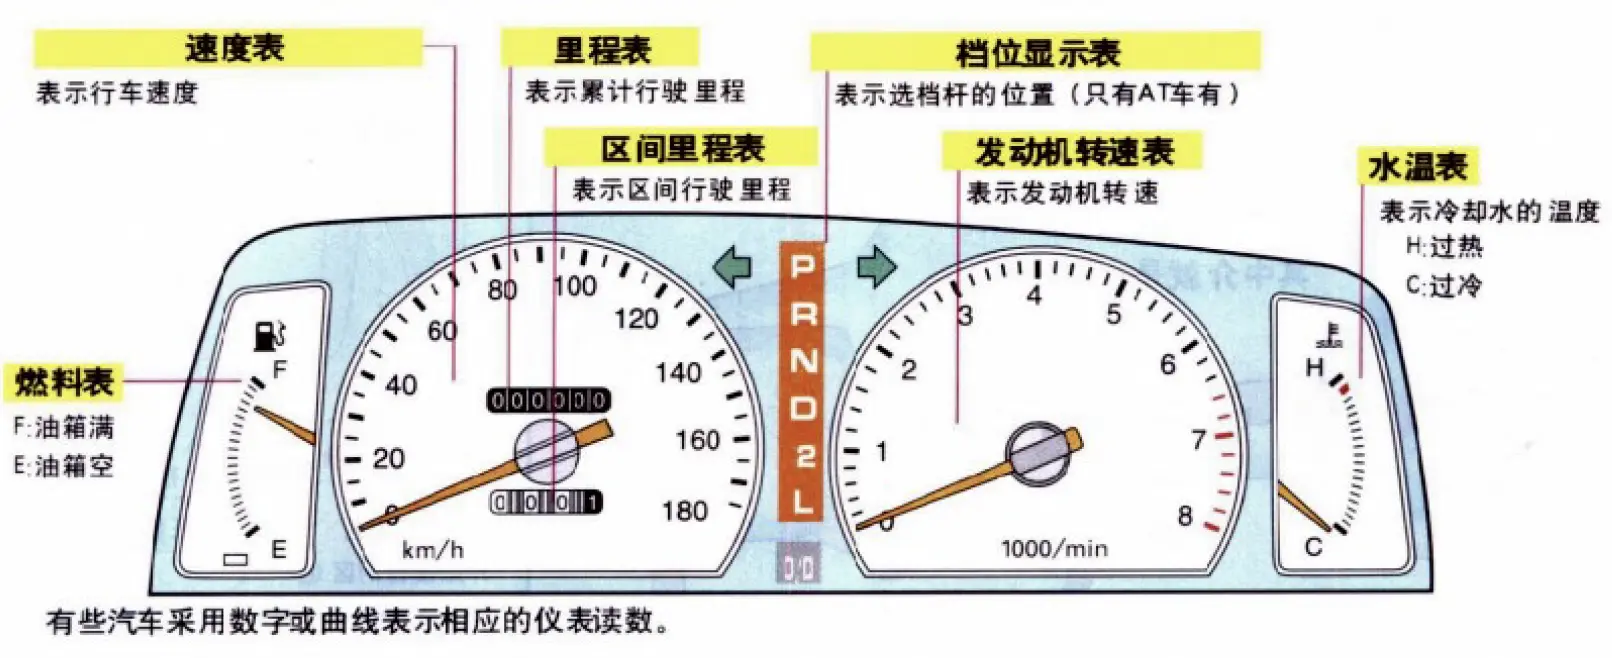 速度表
表示行车速度
里程表
表示累计行驶里程
档位显示表
表示选档杆的位置（只有AT车有）
区间里程表
表示区间行驶里程
发动机转速表
表示发动机转速
水温表
表示冷却水的温度
H:过热
C:过冷
燃料表
F:油箱满
E:油箱空
F
E
0
20
40
60
80
100
120
140
160
180
000000
0001
km/h
P
R
N
D
2
L
0
1
2
3
4
5
6
7
8
1000/min
H
C
有些汽车采用数字或曲线表示相应的仪表读数。